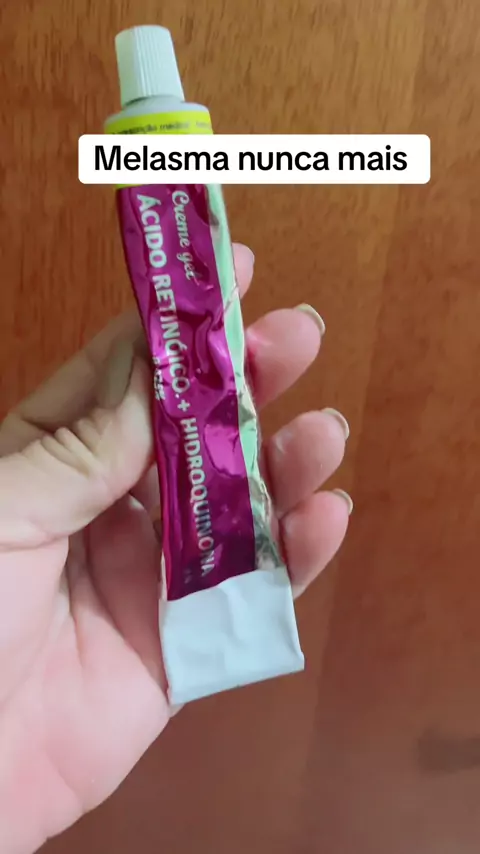 Melasma nunca mais
Creme gel
ÁCIDO RETINÓICO + HIDROQUINONA